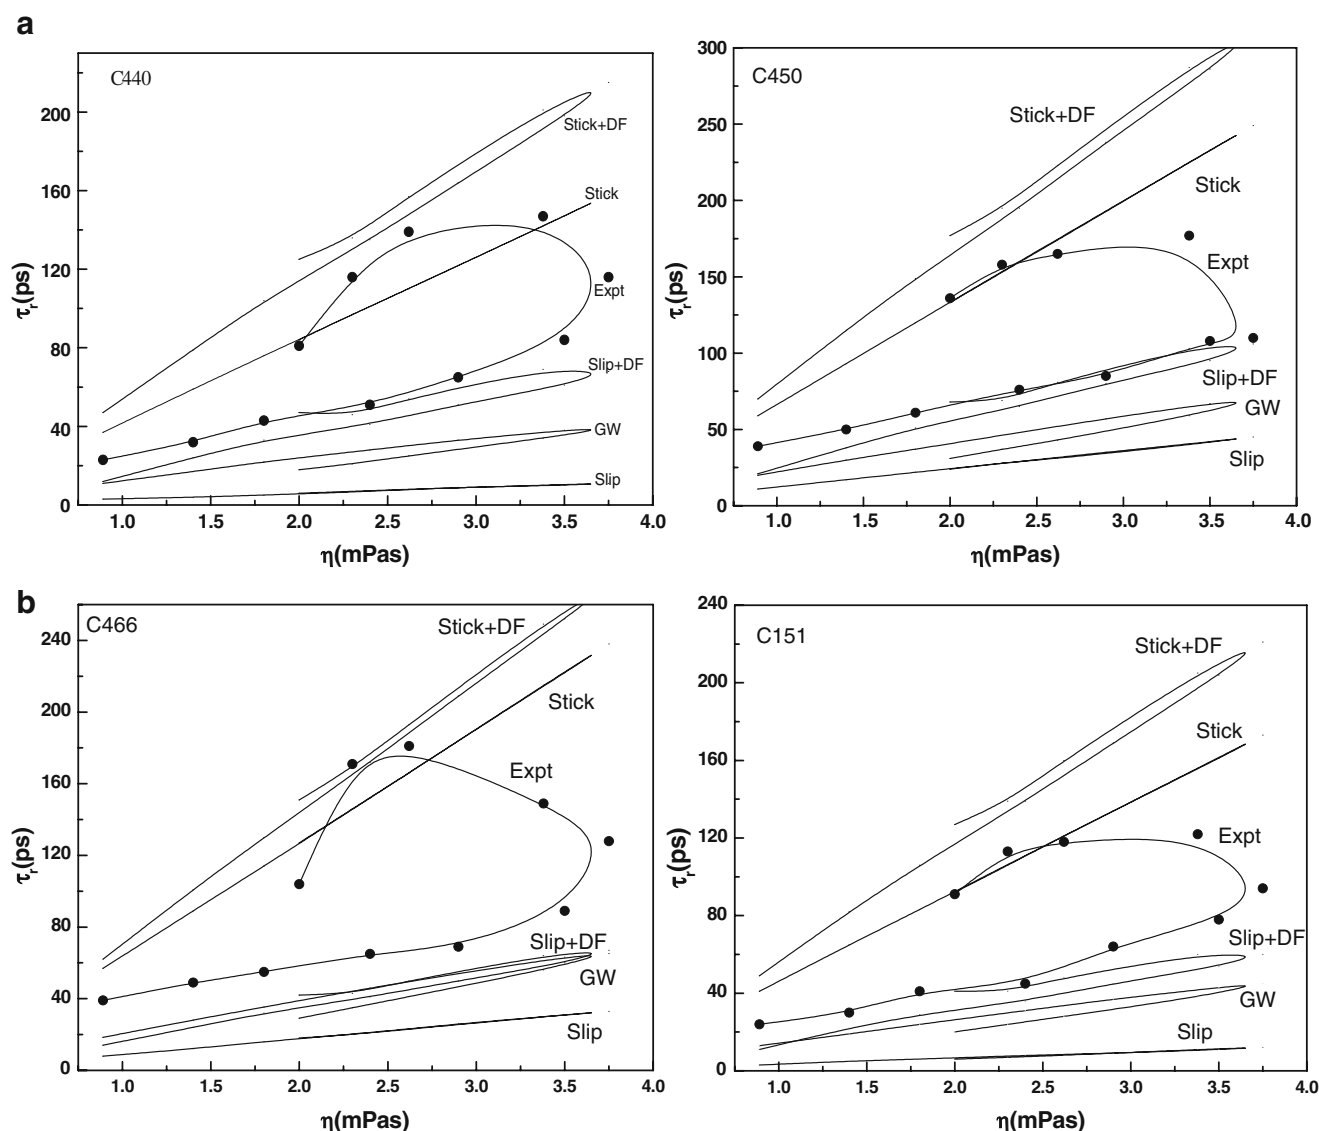 a
C440
200
160
120
80
40
0
τr(ps)
Stick+DF
Stick
Expt
Slip+DF
GW
Slip
1.0 1.5 2.0 2.5 3.0 3.5 4.0
η(mPas)
C450
300
250
200
150
100
50
0
τr(ps)
Stick+DF
Stick
Expt
Slip+DF
GW
Slip
1.0 1.5 2.0 2.5 3.0 3.5 4.0
η(mPas)
b
C466
240
200
160
120
80
40
0
τr(ps)
Stick+DF
Stick
Expt
Slip+DF
GW
Slip
1.0 1.5 2.0 2.5 3.0 3.5 4.0
η(mPas)
C151
240
200
160
120
80
40
0
τr(ps)
Stick+DF
Stick
Expt
Slip+DF
GW
Slip
1.0 1.5 2.0 2.5 3.0 3.5 4.0
η(mPas)